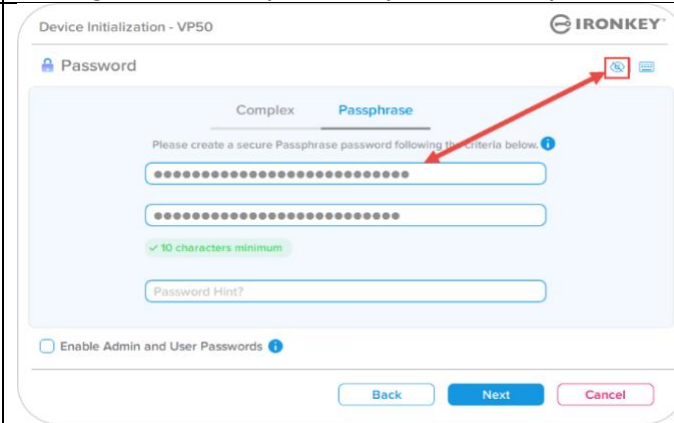 Device Initialization - VP50
IRONKEY
Password
Complex Passphrase
Please create a secure Passphrase password following the criteria below.
✓ 10 characters minimum
Password Hint?
Enable Admin and User Passwords
Back Next Cancel